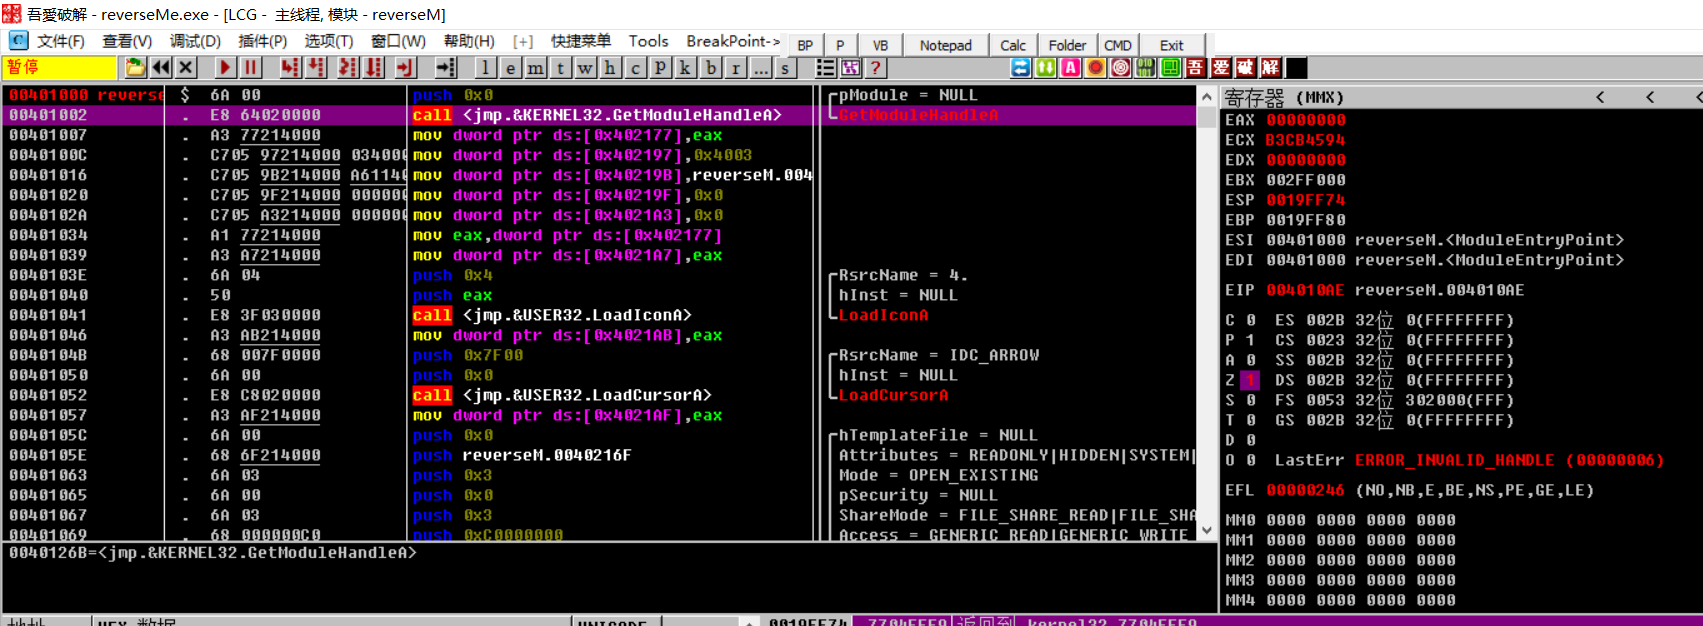 吾愛破解 - reverseMe.exe - [LCG - 主线程, 模块 - reverseM]
文件(F) 查看(V) 调试(D) 插件(P) 选项(T) 窗口(W) 帮助(H) [+] 快捷菜单 Tools BreakPoint-> BP P VB Notepad Calc Folder CMD Exit
暂停 l e m t w h c p k b r ... s ? 吾 爱 破 解
00401000 reverse $ 6A 00 push 0x0 pModule = NULL
00401002 . E8 64020000 call <jmp.&KERNEL32.GetModuleHandleA> GetModuleHandleA
00401007 . A3 77214000 mov dword ptr ds:[0x402177],eax
0040100C . C705 97214000 03400 mov dword ptr ds:[0x402197],0x4003
00401016 . C705 9B214000 A6114 mov dword ptr ds:[0x40219B],reverseM.004
00401020 . C705 9F214000 00000 mov dword ptr ds:[0x40219F],0x0
0040102A . C705 A3214000 00000 mov dword ptr ds:[0x4021A3],0x0
00401034 . A1 77214000 mov eax,dword ptr ds:[0x402177]
00401039 . A3 A7214000 mov dword ptr ds:[0x4021A7],eax
0040103E . 6A 04 push 0x4 RsrcName = 4.
00401040 . 50 push eax hInst = NULL
00401041 . E8 3F030000 call <jmp.&USER32.LoadIconA> LoadIconA
00401046 . A3 AB214000 mov dword ptr ds:[0x4021AB],eax
0040104B . 68 007F0000 push 0x7F00 RsrcName = IDC_ARROW
00401050 . 6A 00 push 0x0 hInst = NULL
00401052 . E8 C8020000 call <jmp.&USER32.LoadCursorA> LoadCursorA
00401057 . A3 AF214000 mov dword ptr ds:[0x4021AF],eax
0040105C . 6A 00 push 0x0 hTemplateFile = NULL
0040105E . 68 6F214000 push reverseM.0040216F Attributes = READONLY|HIDDEN|SYSTEM|
00401063 . 6A 03 push 0x3 Mode = OPEN_EXISTING
00401065 . 6A 00 push 0x0 pSecurity = NULL
00401067 . 6A 03 push 0x3 ShareMode = FILE_SHARE_READ|FILE_SHA
00401069 . 68 000000C0 push 0xC0000000 Access = GENERIC_READ|GENERIC_WRITE
0040126B=<jmp.&KERNEL32.GetModuleHandleA>
寄存器 (MMX) < < <
EAX 00000000
ECX B3CB4594
EDX 00000000
EBX 002FF000
ESP 0019FF74
EBP 0019FF80
ESI 00401000 reverseM.<ModuleEntryPoint>
EDI 00401000 reverseM.<ModuleEntryPoint>
EIP 004010AE reverseM.004010AE
C 0 ES 002B 32位 0(FFFFFFFF)
P 1 CS 0023 32位 0(FFFFFFFF)
A 0 SS 002B 32位 0(FFFFFFFF)
Z 1 DS 002B 32位 0(FFFFFFFF)
S 0 FS 0053 32位 302000(FFF)
T 0 GS 002B 32位 0(FFFFFFFF)
D 0
O 0 LastErr ERROR_INVALID_HANDLE (00000006)
EFL 00000246 (NO,NB,E,BE,NS,PE,GE,LE)
MM0 0000 0000 0000 0000
MM1 0000 0000 0000 0000
MM2 0000 0000 0000 0000
MM3 0000 0000 0000 0000
MM4 0000 0000 0000 0000
地址 HEX 数据 UNICODE 0019FF74 7704FFF9 返回到 kernel32.7704FFF9